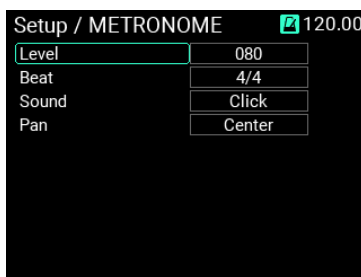 Setup / METRONOME 120.00
Level 080
Beat 4/4
Sound Click
Pan Center